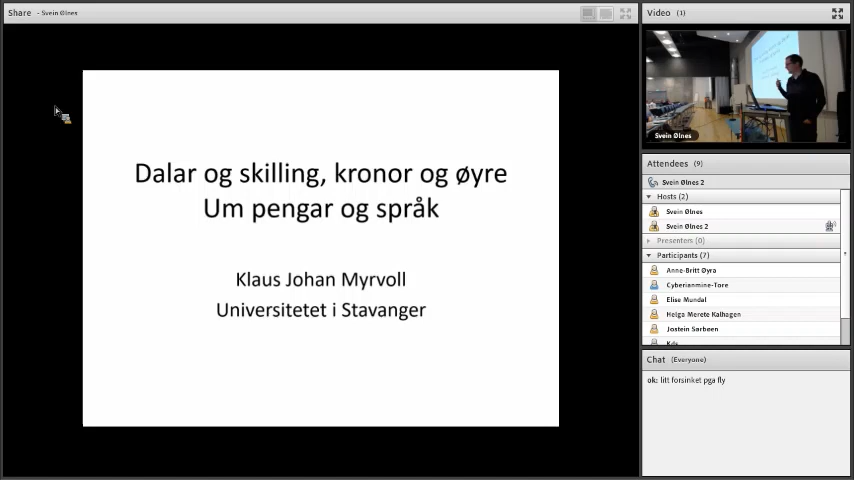 Share - Svein Ølnes
Dalar og skilling, kronor og øyre
Um pengar og språk
Klaus Johan Myrvoll
Universitetet i Stavanger
Video (1)
Svein Ølnes
Attendees (9)
Svein Ølnes 2
Hosts (2)
Svein Ølnes
Svein Ølnes 2
Presenters (0)
Participants (7)
Anne-Britt Øyra
Cyberianmine-Tore
Elise Mundal
Helga Merete Kalhagen
Jostein Sørbøen
Chat (Everyone)
ok: litt forsinket pga fly